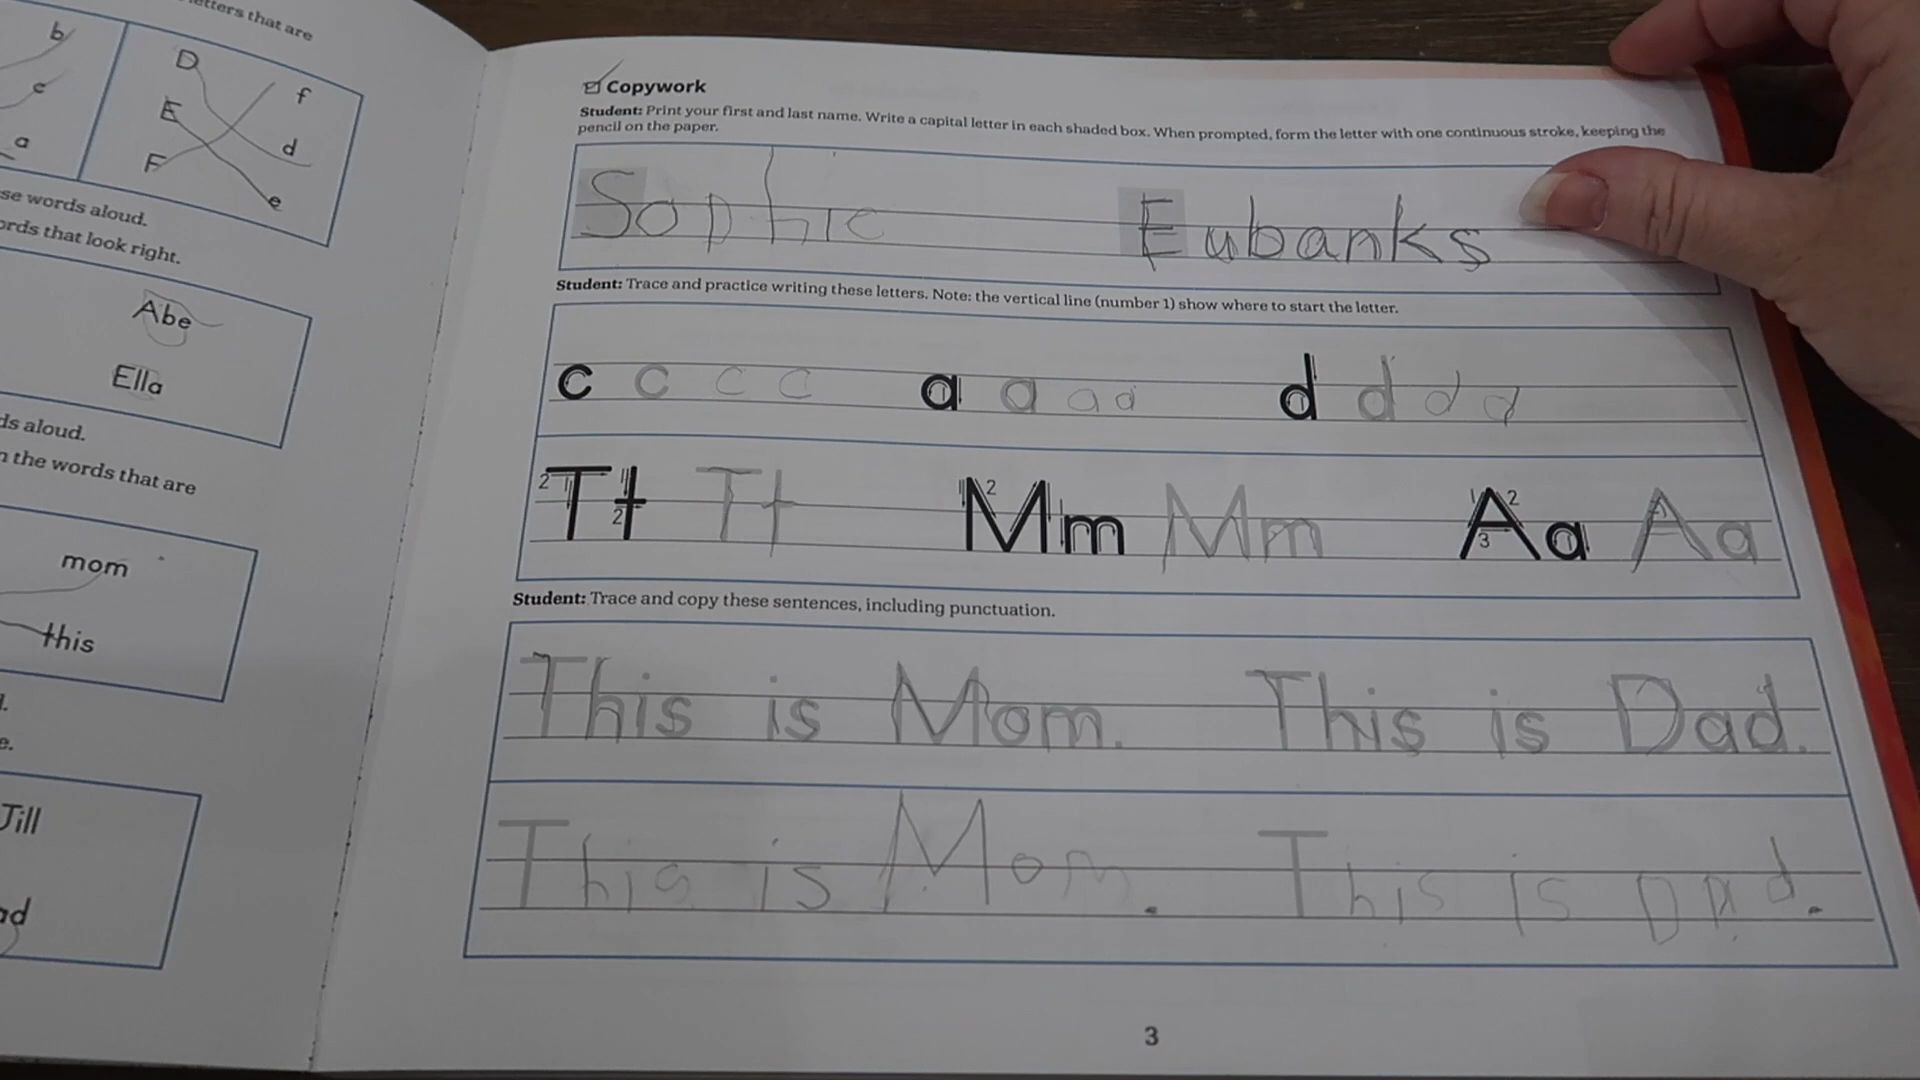 letters that are
b
c
a
D f
E d
F e
se words aloud.
ords that look right.
Abe
Ella
ds aloud.
n the words that are
mom
this
Jill
ad
Copywork
Student: Print your first and last name. Write a capital letter in each shaded box. When prompted, form the letter with one continuous stroke, keeping the
pencil on the paper.
Sophie Eubanks
Student: Trace and practice writing these letters. Note: the vertical line (number 1) show where to start the letter.
c c c c a a a a d d d d
Tt Tt Mm Mm Aa Aa
Student: Trace and copy these sentences, including punctuation.
This is Mom. This is Dad.
This is Mom. This is Dad.
3